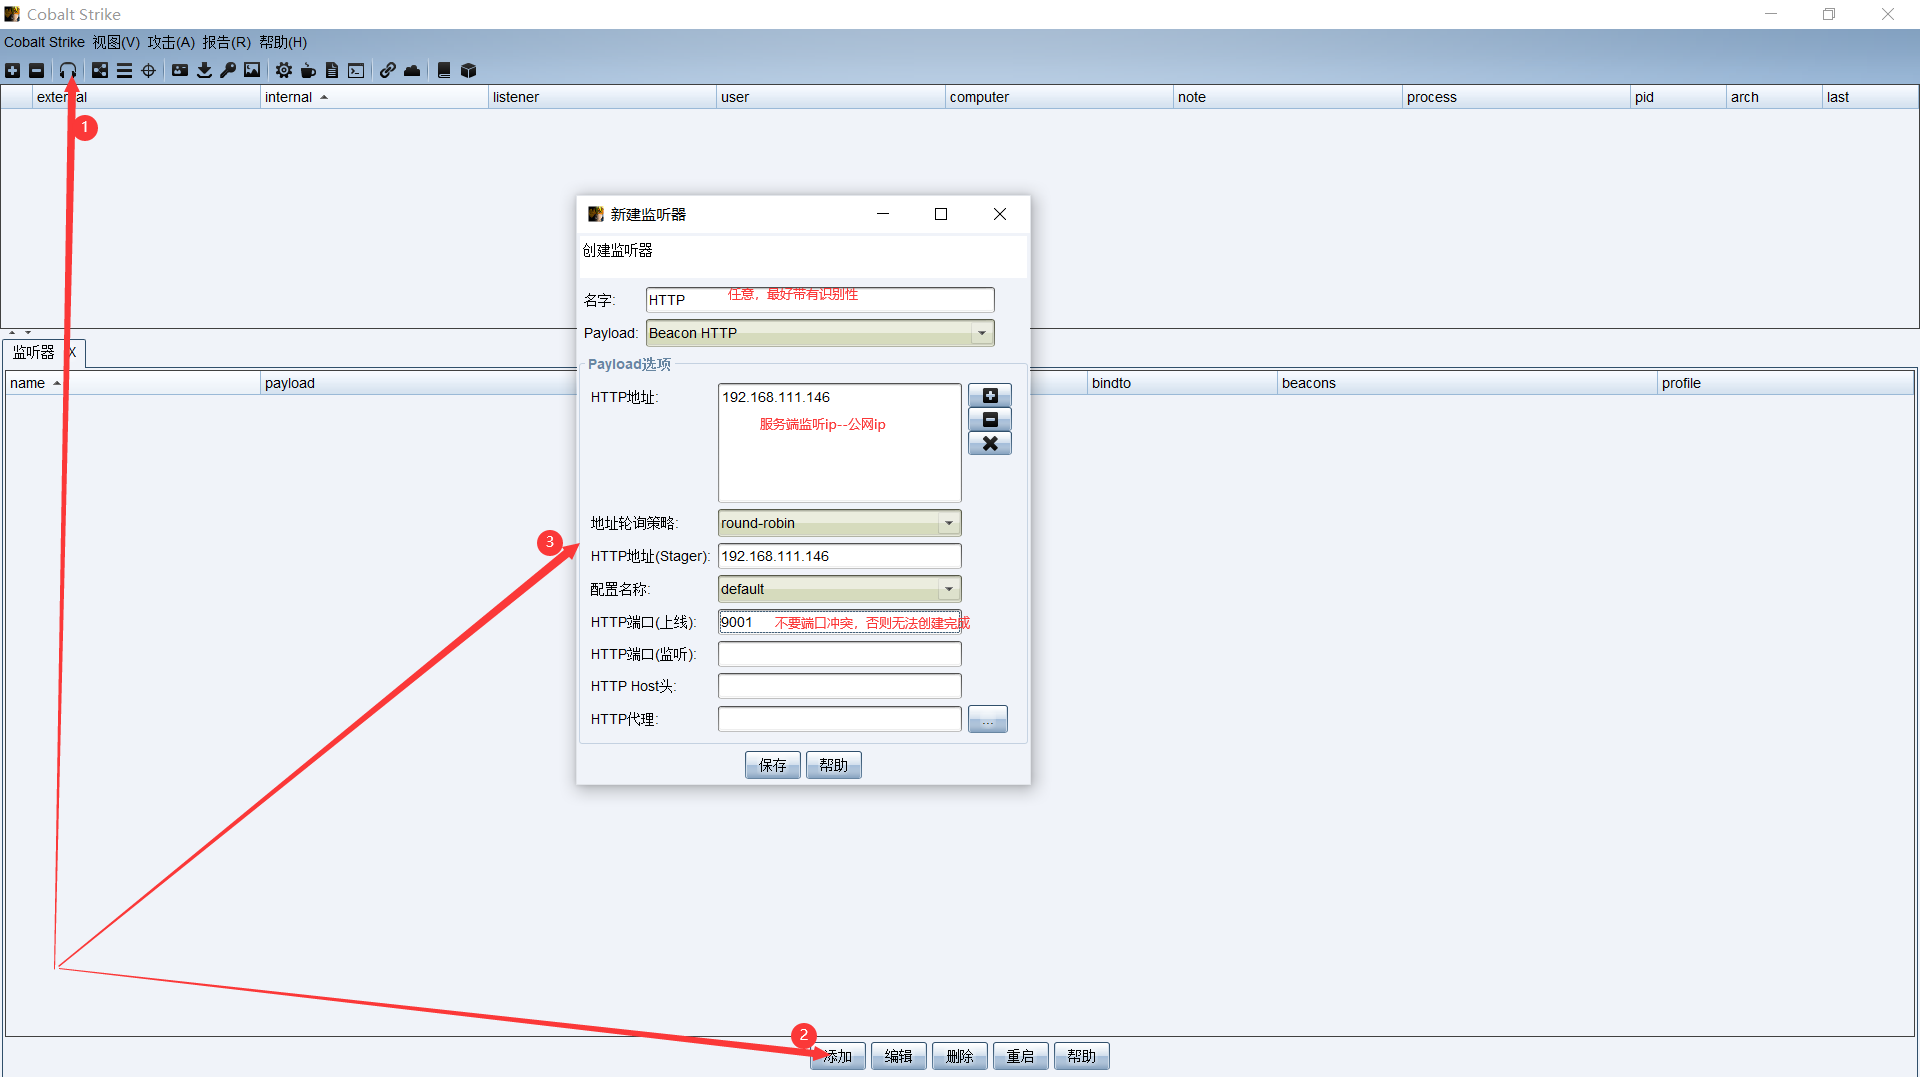 Cobalt Strike
Cobalt Strike 视图(V) 攻击(A) 报告(R) 帮助(H)
external internal listener user computer note process pid arch last
1
新建监听器
创建监听器
名字: HTTP 任意，最好带有识别性
Payload: Beacon HTTP
监听器 X
Payload选项
name payload bindto beacons profile
HTTP地址: 192.168.111.146
服务端监听ip--公网ip
地址轮询策略: round-robin
3
HTTP地址(Stager): 192.168.111.146
配置名称: default
HTTP端口(上线): 9001 不要端口冲突，否则无法创建完成
HTTP端口(监听):
HTTP Host头:
HTTP代理: ...
保存 帮助
2
添加 编辑 删除 重启 帮助